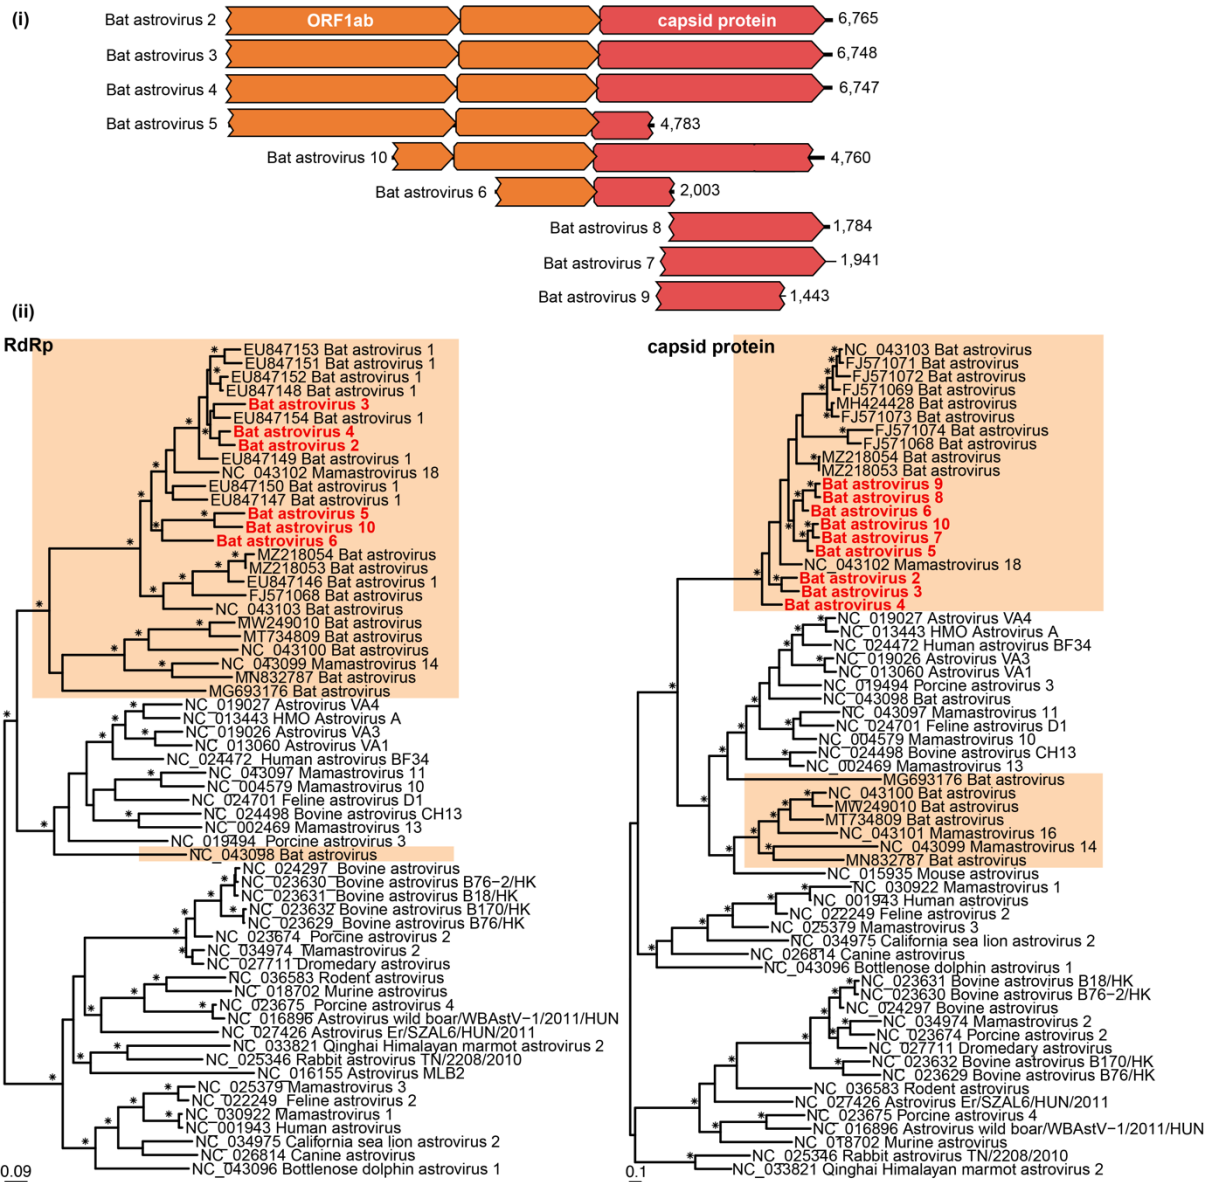 (i)
Bat astrovirus 2 ORF1ab capsid protein 6,765
Bat astrovirus 3 6,748
Bat astrovirus 4 6,747
Bat astrovirus 5 4,783
Bat astrovirus 10 4,760
Bat astrovirus 6 2,003
Bat astrovirus 8 1,784
Bat astrovirus 7 1,941
Bat astrovirus 9 1,443
(ii)
RdRp
EU847153 Bat astrovirus 1
EU847151 Bat astrovirus 1
EU847152 Bat astrovirus 1
EU847148 Bat astrovirus 1
Bat astrovirus 3
EU847154 Bat astrovirus 1
Bat astrovirus 4
Bat astrovirus 2
EU847149 Bat astrovirus 1
NC_043102 Mamastrovirus 18
EU847150 Bat astrovirus 1
EU847147 Bat astrovirus 1
Bat astrovirus 5
Bat astrovirus 10
Bat astrovirus 6
MZ218054 Bat astrovirus
MZ218053 Bat astrovirus
EU847146 Bat astrovirus 1
FJ571068 Bat astrovirus
NC_043103 Bat astrovirus
MW249010 Bat astrovirus
MT734809 Bat astrovirus
NC_043100 Bat astrovirus
NC_043099 Mamastrovirus 14
MN832787 Bat astrovirus
MG693176 Bat astrovirus
NC_019027 Astrovirus VA4
NC_013443 HMO Astrovirus A
NC_019026 Astrovirus VA3
NC_013060 Astrovirus VA1
NC_024472 Human astrovirus BF34
NC_043097 Mamastrovirus 11
NC_004579 Mamastrovirus 10
NC_024701 Feline astrovirus D1
NC_024498 Bovine astrovirus CH13
NC_002469 Mamastrovirus 13
NC_019494 Porcine astrovirus 3
NC_043098 Bat astrovirus
NC_024297 Bovine astrovirus
NC_023630 Bovine astrovirus B76−2/HK
NC_023631 Bovine astrovirus B18/HK
NC_023632 Bovine astrovirus B170/HK
NC_023629 Bovine astrovirus B76/HK
NC_023674 Porcine astrovirus 2
NC_034974 Mamastrovirus 2
NC_027711 Dromedary astrovirus
NC_036583 Rodent astrovirus
NC_018702 Murine astrovirus
NC_023675 Porcine astrovirus 4
NC_016896 Astrovirus wild boar/WBAstV−1/2011/HUN
NC_027426 Astrovirus Er/SZAL6/HUN/2011
NC_033821 Qinghai Himalayan marmot astrovirus 2
NC_025346 Rabbit astrovirus TN/2208/2010
NC_016155 Astrovirus MLB2
NC_025379 Mamastrovirus 3
NC_022249 Feline astrovirus 2
NC_030922 Mamastrovirus 1
NC_001943 Human astrovirus
NC_034975 California sea lion astrovirus 2
NC_026814 Canine astrovirus
NC_043096 Bottlenose dolphin astrovirus 1
0.09
capsid protein
NC_043103 Bat astrovirus
FJ571071 Bat astrovirus
FJ571072 Bat astrovirus
FJ571069 Bat astrovirus
MH424428 Bat astrovirus
FJ571073 Bat astrovirus
FJ571074 Bat astrovirus
FJ571068 Bat astrovirus
MZ218054 Bat astrovirus
MZ218053 Bat astrovirus
Bat astrovirus 9
Bat astrovirus 8
Bat astrovirus 6
Bat astrovirus 10
Bat astrovirus 7
Bat astrovirus 5
NC_043102 Mamastrovirus 18
Bat astrovirus 2
Bat astrovirus 3
Bat astrovirus 4
NC_019027 Astrovirus VA4
NC_013443 HMO Astrovirus A
NC_024472 Human astrovirus BF34
NC_019026 Astrovirus VA3
NC_013060 Astrovirus VA1
NC_019494 Porcine astrovirus 3
NC_043098 Bat astrovirus
NC_043097 Mamastrovirus 11
NC_024701 Feline astrovirus D1
NC_004579 Mamastrovirus 10
NC_024498 Bovine astrovirus CH13
NC_002469 Mamastrovirus 13
MG693176 Bat astrovirus
NC_043100 Bat astrovirus
MW249010 Bat astrovirus
MT734809 Bat astrovirus
NC_043101 Mamastrovirus 16
NC_043099 Mamastrovirus 14
MN832787 Bat astrovirus
NC_015935 Mouse astrovirus
NC_030922 Mamastrovirus 1
NC_001943 Human astrovirus
NC_022249 Feline astrovirus 2
NC_025379 Mamastrovirus 3
NC_034975 California sea lion astrovirus 2
NC_026814 Canine astrovirus
NC_043096 Bottlenose dolphin astrovirus 1
NC_023631 Bovine astrovirus B18/HK
NC_023630 Bovine astrovirus B76−2/HK
NC_024297 Bovine astrovirus
NC_034974 Mamastrovirus 2
NC_023674 Porcine astrovirus 2
NC_027711 Dromedary astrovirus
NC_023632 Bovine astrovirus B170/HK
NC_023629 Bovine astrovirus B76/HK
NC_036583 Rodent astrovirus
NC_027426 Astrovirus Er/SZAL6/HUN/2011
NC_023675 Porcine astrovirus 4
NC_016896 Astrovirus wild boar/WBAstV−1/2011/HUN
NC_018702 Murine astrovirus
NC_025346 Rabbit astrovirus TN/2208/2010
NC_033821 Qinghai Himalayan marmot astrovirus 2
0.1